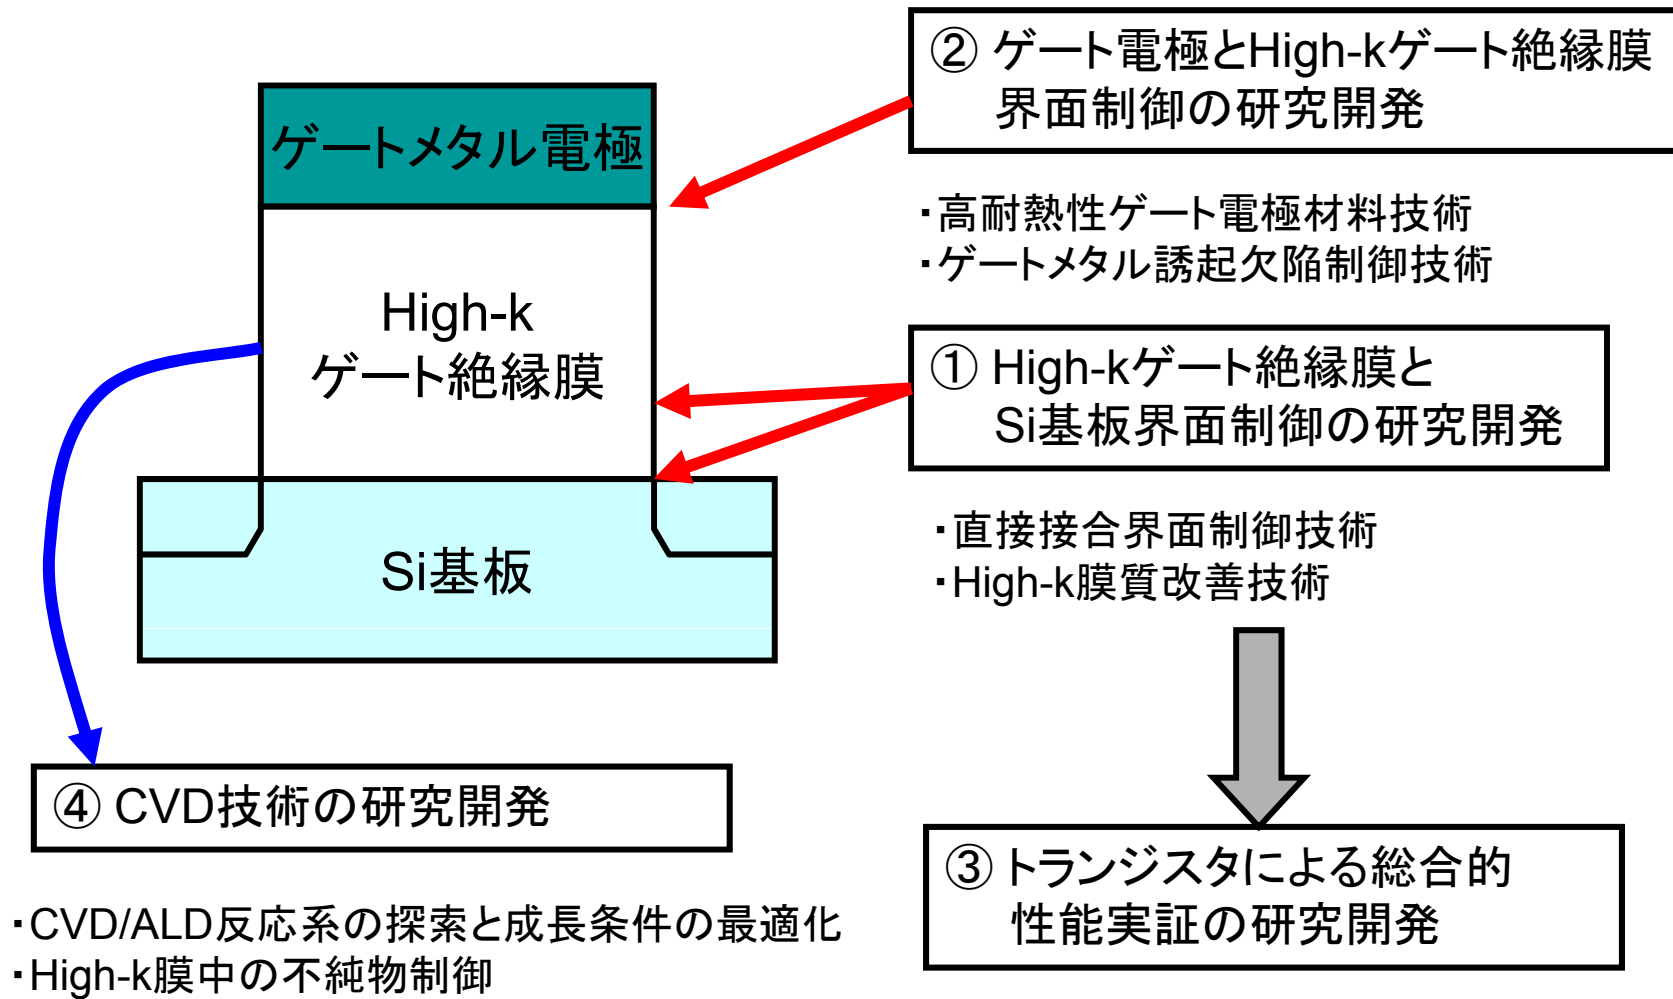 ② ゲート電極とHigh-kゲート絶縁膜
界面制御の研究開発
ゲートメタル電極
・高耐熱性ゲート電極材料技術
・ゲートメタル誘起欠陥制御技術
High-k
ゲート絶縁膜
① High-kゲート絶縁膜と
Si基板界面制御の研究開発
・直接接合界面制御技術
・High-k膜質改善技術
Si基板
④ CVD技術の研究開発
・CVD/ALD反応系の探索と成長条件の最適化
・High-k膜中の不純物制御
③ トランジスタによる総合的
性能実証の研究開発